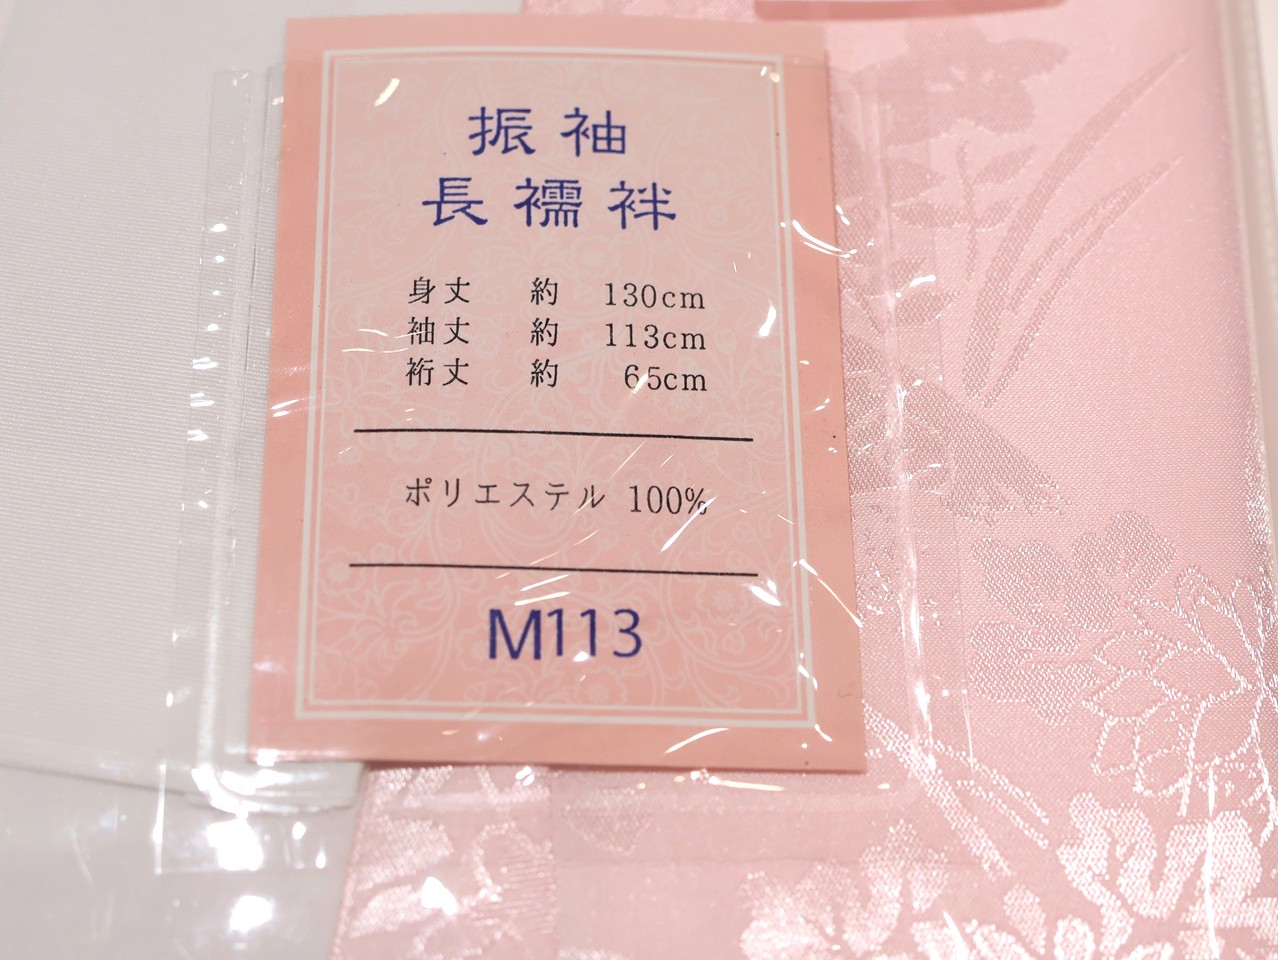 振袖
長襦袢
身丈 約 130cm
袖丈 約 113cm
裄丈 約 65cm
ポリエステル 100%
M113